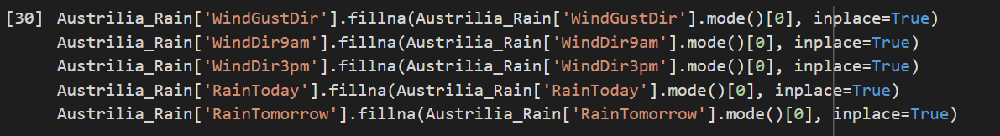 [30] Austrilia_Rain['WindGustDir'].fillna(Austrilia_Rain['WindGustDir'].mode()[0], inplace=True)
Austrilia_Rain['WindDir9am'].fillna(Austrilia_Rain['WindDir9am'].mode()[0], inplace=True)
Austrilia_Rain['WindDir3pm'].fillna(Austrilia_Rain['WindDir3pm'].mode()[0], inplace=True)
Austrilia_Rain['RainToday'].fillna(Austrilia_Rain['RainToday'].mode()[0], inplace=True)
Austrilia_Rain['RainTomorrow'].fillna(Austrilia_Rain['RainTomorrow'].mode()[0], inplace=True)